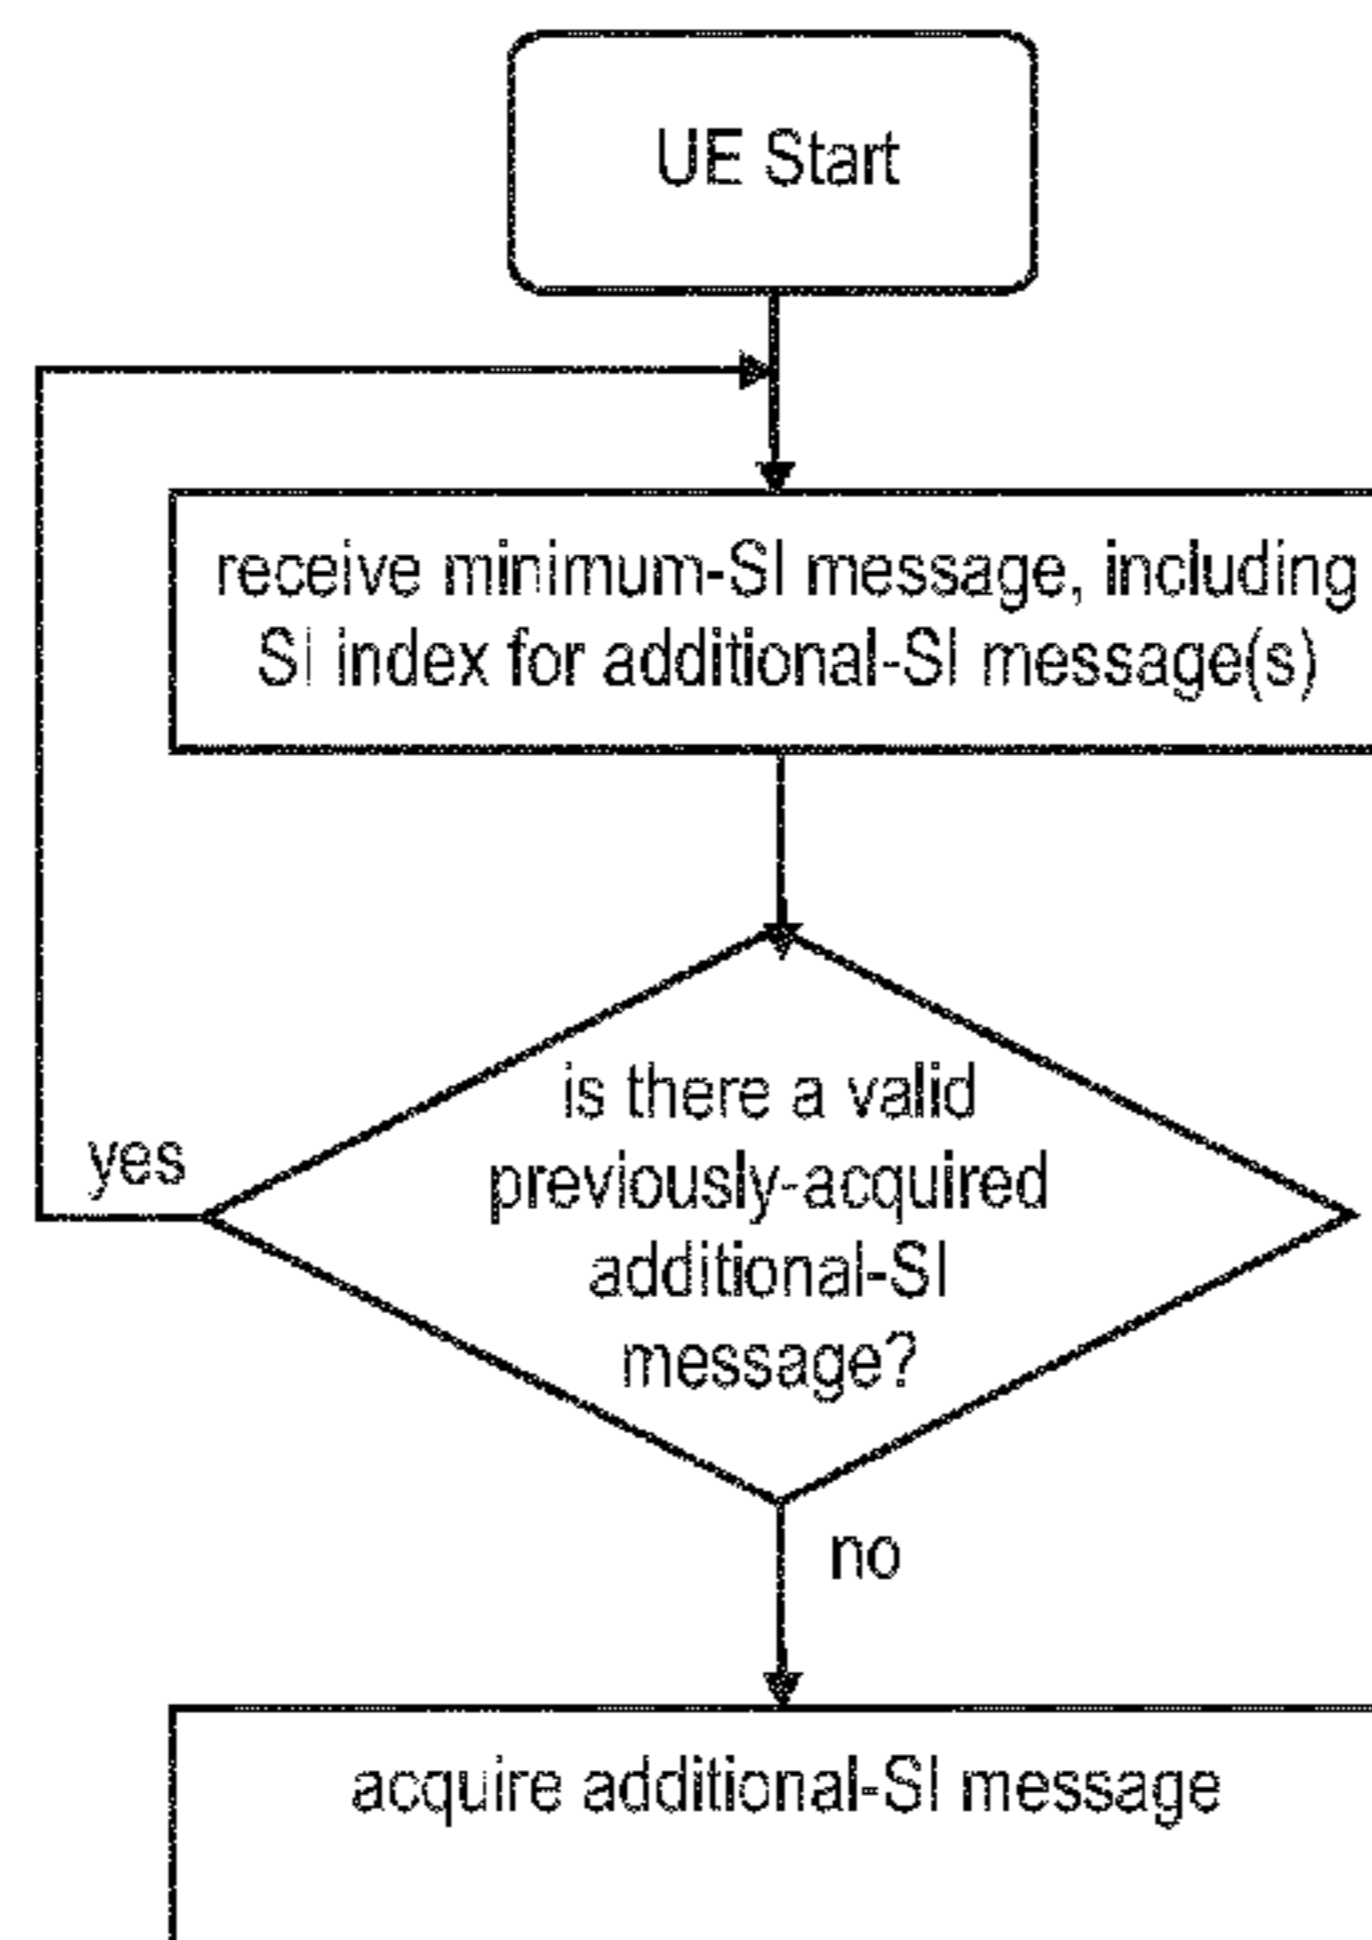 UE Start
receive minimum-SI message, including
SI index for additional-SI message(s)
is there a valid
previously-acquired
additional-SI
message?
yes
no
acquire additional-SI message